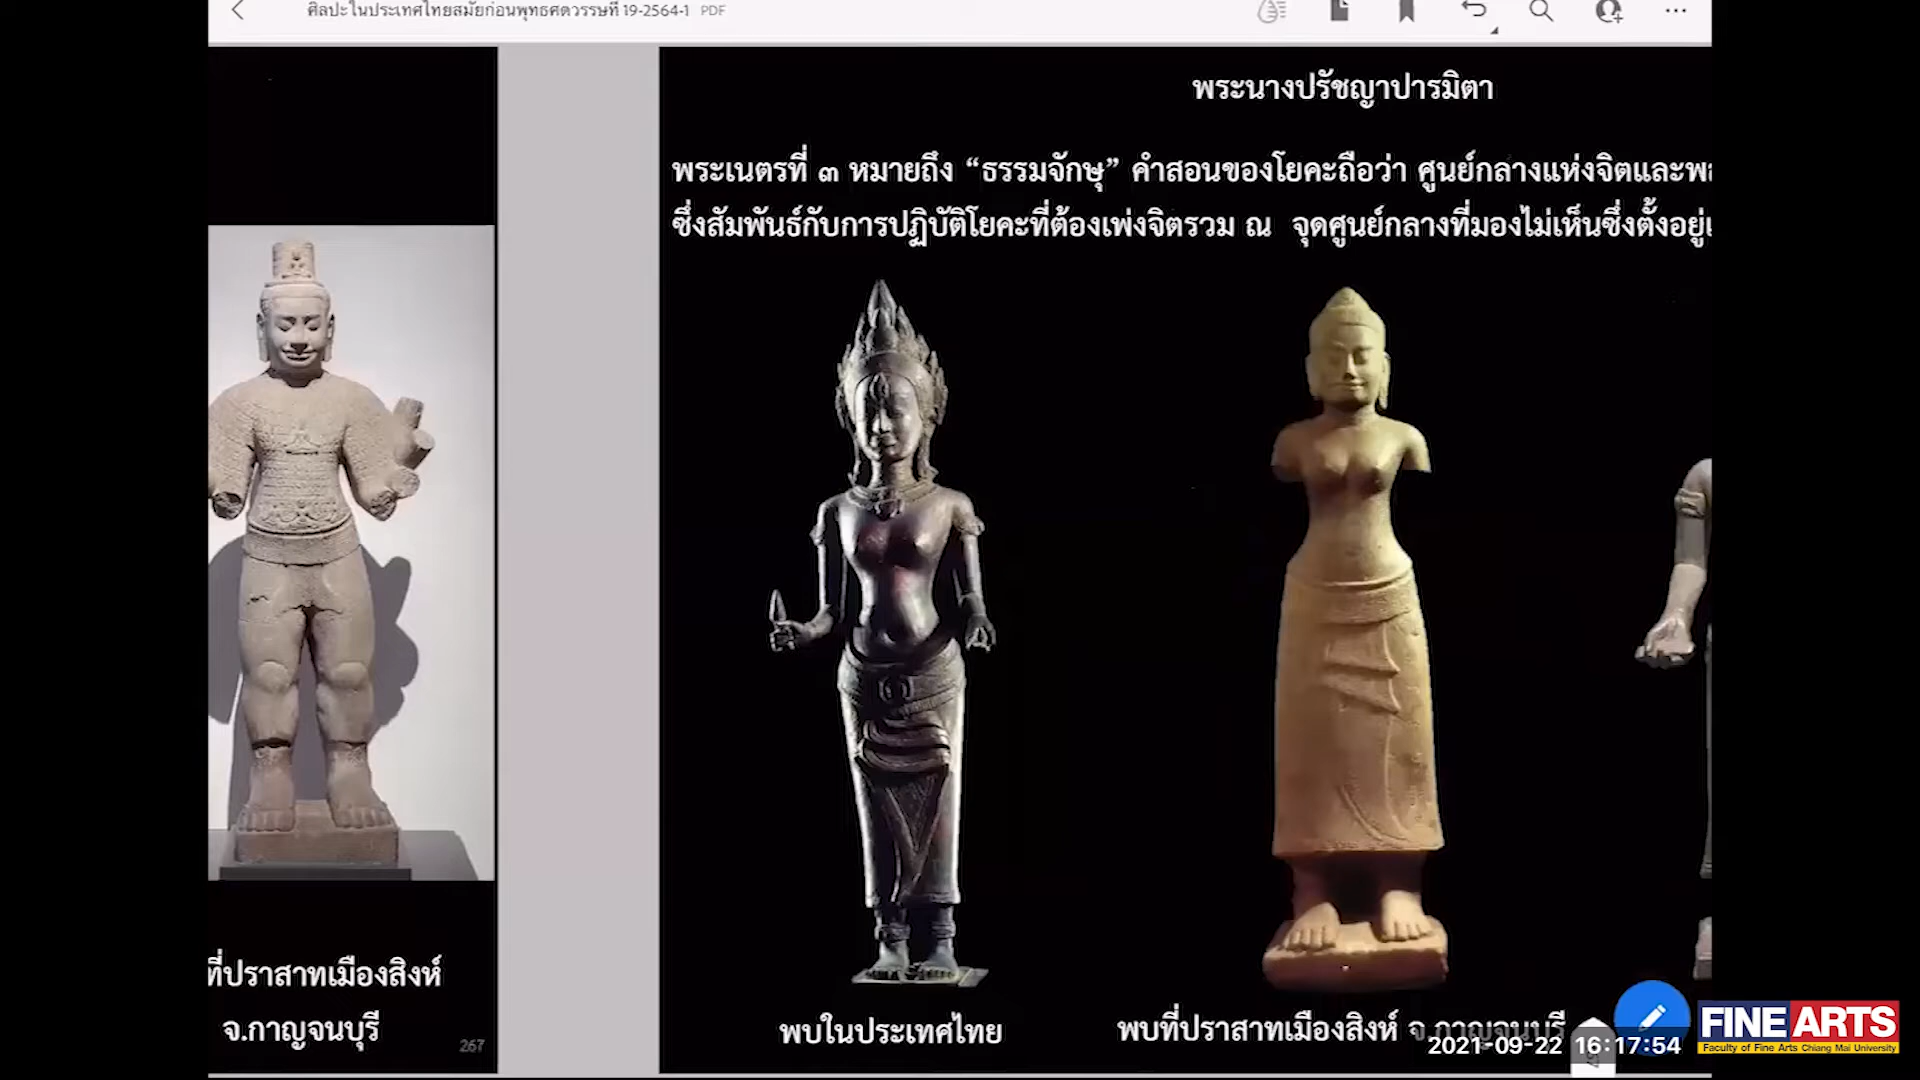 ศิลปะในประเทศไทยสมัยก่อนพุทธศตวรรษที่ 19-2564-1 PDF
พระนางปรัชญาปารมิตา
พระเนตรที่ ๓ หมายถึง “ธรรมจักษุ” คำสอนของโยคะถือว่า ศูนย์กลางแห่งจิตและ
ซึ่งสัมพันธ์กับการปฏิบัติโยคะที่ต้องเพ่งจิตรวม ณ จุดศูนย์กลางที่มองไม่เห็นซึ่งตั้งอยู่
ที่ปราสาทเมืองสิงห์
จ.กาญจนบุรี
267
พบในประเทศไทย
พบที่ปราสาทเมืองสิงห์ จ.กาญจนบุรี
2021-09-22 16:17:54
FINE ARTS
Faculty of Fine Arts Chiang Mai University